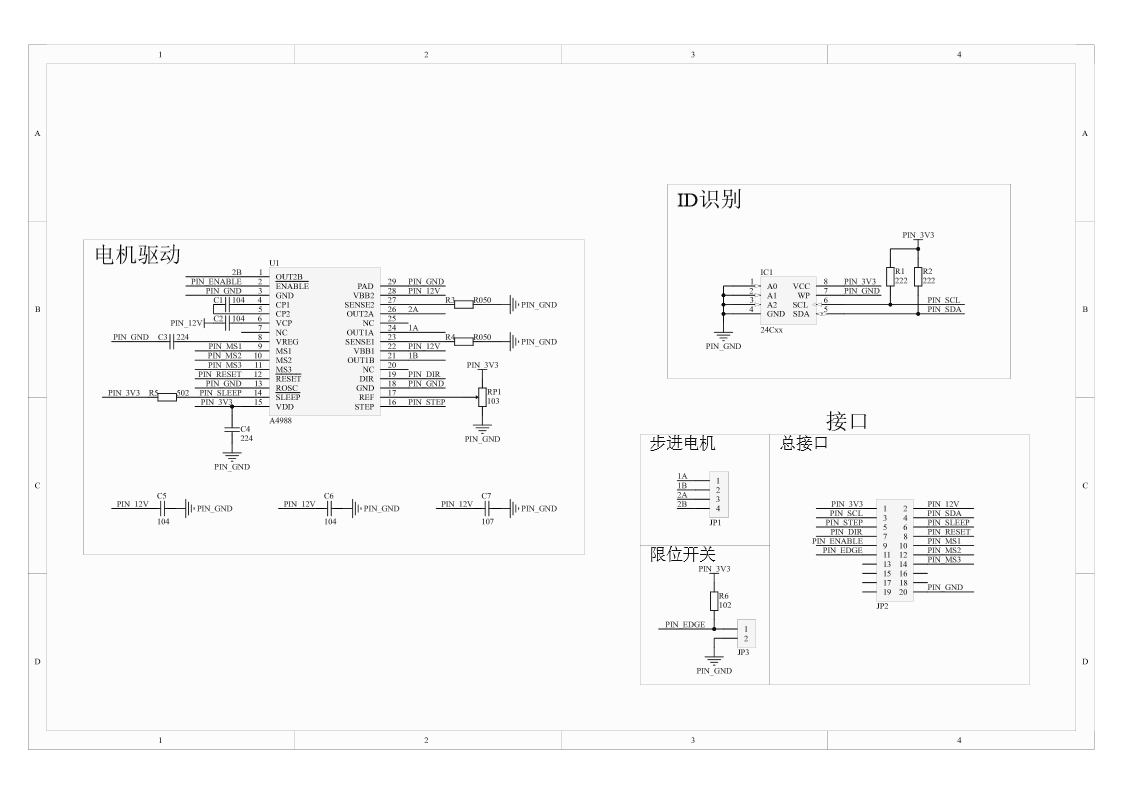 1 2 3 4
A A
ID识别
PIN_3V3
IC1
R1 222
R2 222
1 A0 VCC 8 PIN_3V3
2 A1 WP 7 PIN_GND
3 A2 SCL 6 PIN_SCL
4 GND SDA 5 PIN_SDA
24Cxx
PIN_GND
电机驱动
U1
2B 1 OUT2B
PIN_ENABLE 2 ENABLE PAD 29 PIN_GND
PIN_GND 3 GND VBB2 28 PIN_12V
C1 104 4 CP1 SENSE2 27 R3 R050 PIN_GND
5 CP2 OUT2A 26 2A
PIN_12V C2 104 6 VCP NC 25
7 NC OUT1A 24 1A
PIN_GND C3 224 8 VREG SENSE1 23 R4 R050 PIN_GND
PIN_MS1 9 MS1 VBB1 22 PIN_12V
PIN_MS2 10 MS2 OUT1B 21 1B
PIN_MS3 11 MS3 NC 20
PIN_RESET 12 RESET DIR 19 PIN_DIR
PIN_GND 13 ROSC GND 18 PIN_GND
PIN_3V3 R5 502 PIN_SLEEP 14 SLEEP REF 17
PIN_3V3 15 VDD STEP 16 PIN_STEP
A4988
PIN_3V3
RP1
103
PIN_GND
C4
224
PIN_GND
B B
PIN_12V C5 104 PIN_GND
PIN_12V C6 104 PIN_GND
PIN_12V C7 107 PIN_GND
接口
步进电机
1A 1
1B 2
2A 3
2B 4
JP1
总接口
PIN_3V3 1 2 PIN_12V
PIN_SCL 3 4 PIN_SDA
PIN_STEP 5 6 PIN_SLEEP
PIN_DIR 7 8 PIN_RESET
PIN_ENABLE 9 10 PIN_MS1
PIN_EDGE 11 12 PIN_MS2
13 14 PIN_MS3
15 16
17 18
19 20 PIN_GND
JP2
C C
限位开关
PIN_3V3
R6
102
PIN_EDGE 1
2
JP3
PIN_GND
D D
1 2 3 4